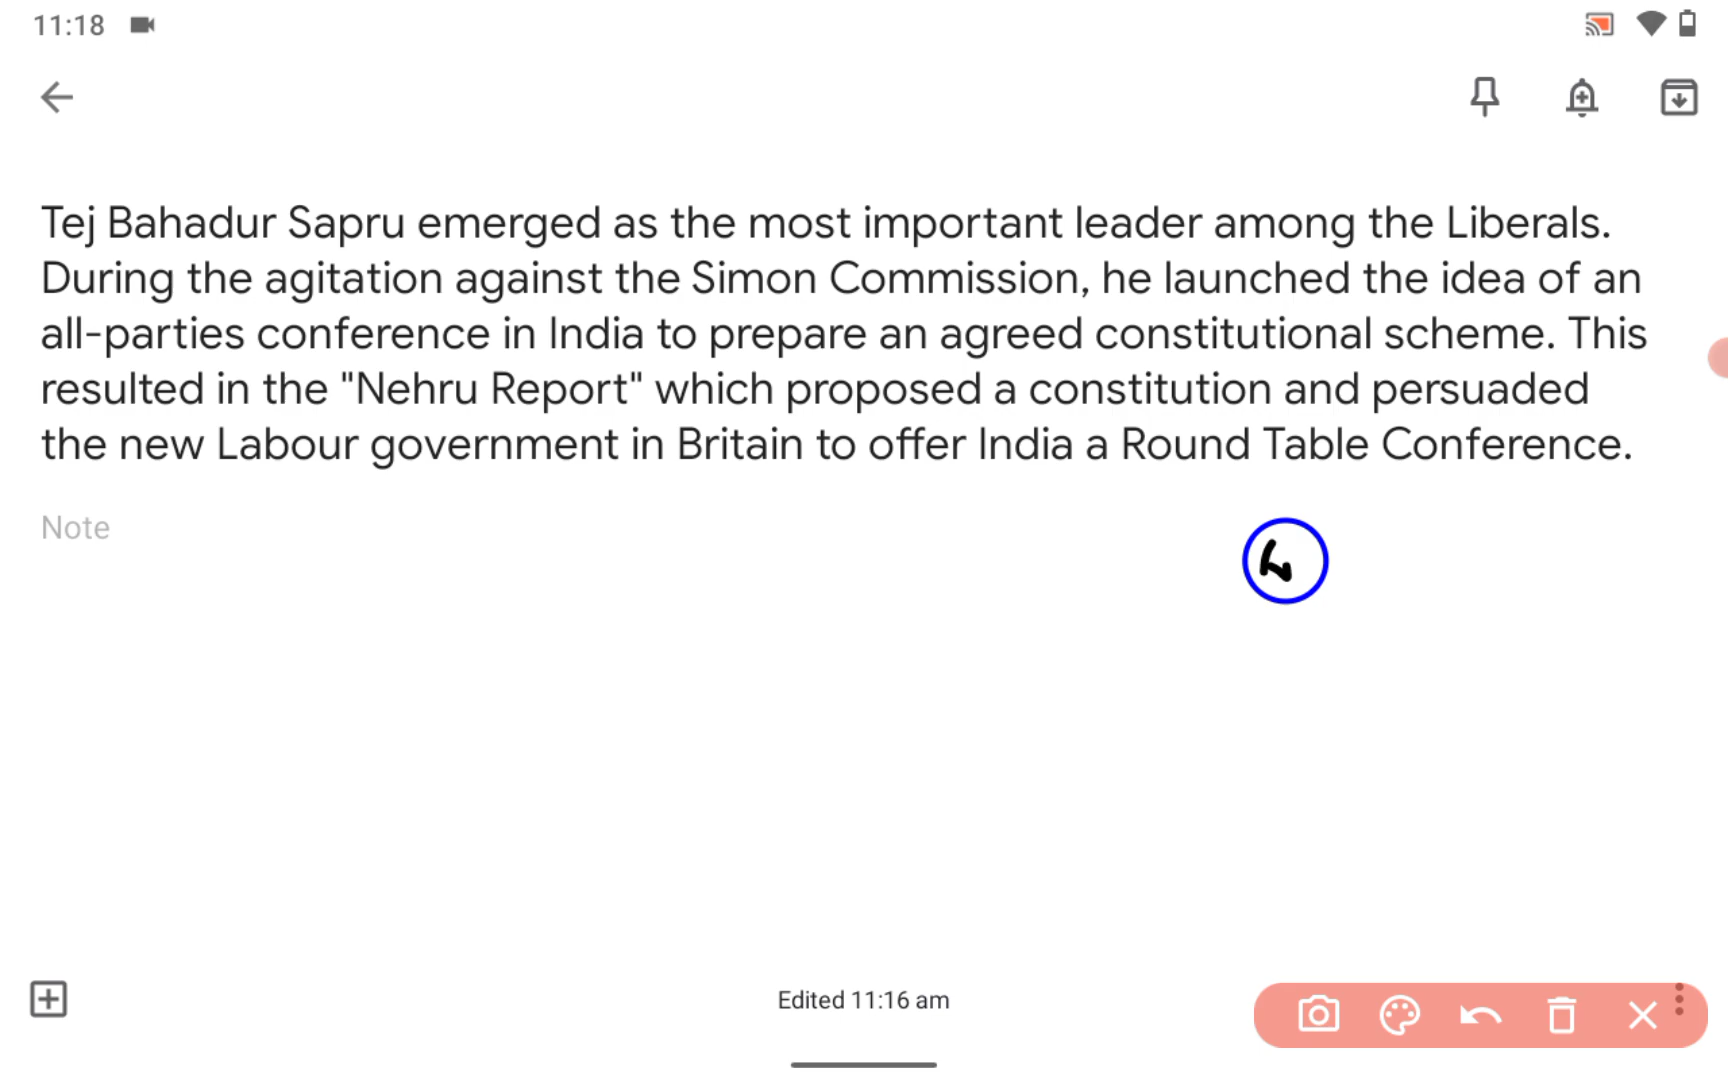 11:18
Tej Bahadur Sapru emerged as the most important leader among the Liberals.
During the agitation against the Simon Commission, he launched the idea of an
all-parties conference in India to prepare an agreed constitutional scheme. This
resulted in the "Nehru Report" which proposed a constitution and persuaded
the new Labour government in Britain to offer India a Round Table Conference.
Note
Edited 11:16 am